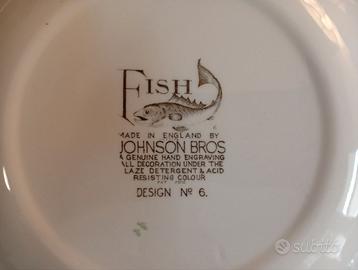 FISH
MADE IN ENGLAND BY
JOHNSON BROS
A GENUINE HAND ENGRAVING
ALL DECORATION UNDER THE
GLAZE DETERGENT & ACID
RESISTING COLOUR
DESIGN Nº 6.
subito